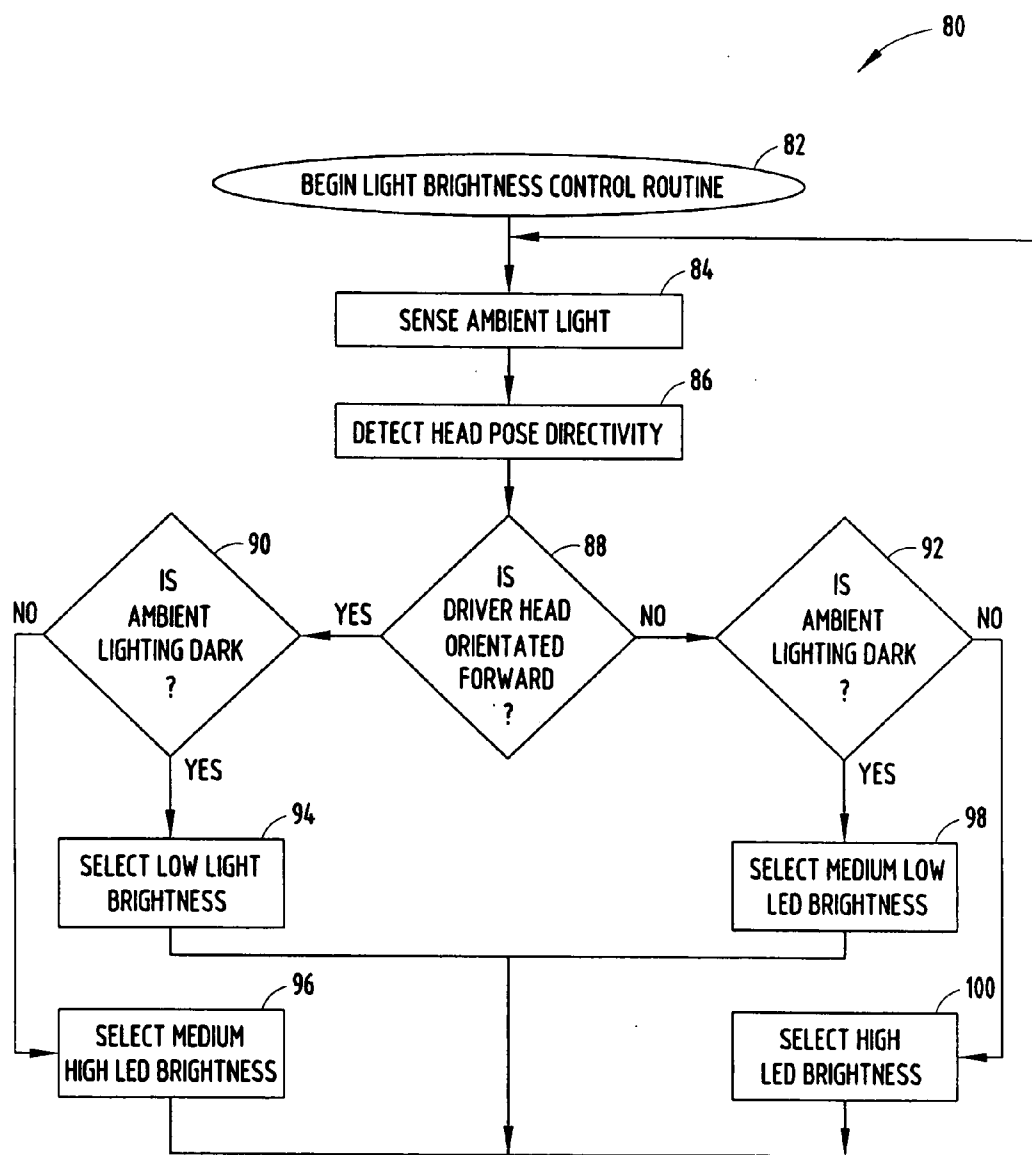 80
82
BEGIN LIGHT BRIGHTNESS CONTROL ROUTINE
84
SENSE AMBIENT LIGHT
86
DETECT HEAD POSE DIRECTIVITY
90
IS
AMBIENT
LIGHTING DARK
?
NO
YES
88
IS
DRIVER HEAD
ORIENTATED
FORWARD
?
YES
NO
92
IS
AMBIENT
LIGHTING DARK
?
NO
YES
94
SELECT LOW LIGHT
BRIGHTNESS
98
SELECT MEDIUM LOW
LED BRIGHTNESS
96
SELECT MEDIUM
HIGH LED BRIGHTNESS
100
SELECT HIGH
LED BRIGHTNESS